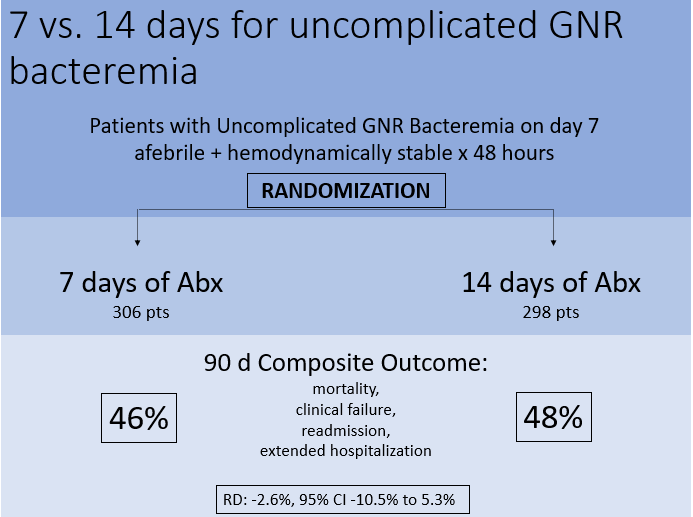 7 vs. 14 days for uncomplicated GNR
bacteremia
Patients with Uncomplicated GNR Bacteremia on day 7
afebrile + hemodynamically stable x 48 hours
RANDOMIZATION
7 days of Abx
306 pts
14 days of Abx
298 pts
90 d Composite Outcome:
mortality,
clinical failure,
readmission,
extended hospitalization
46%
48%
RD: -2.6%, 95% CI -10.5% to 5.3%